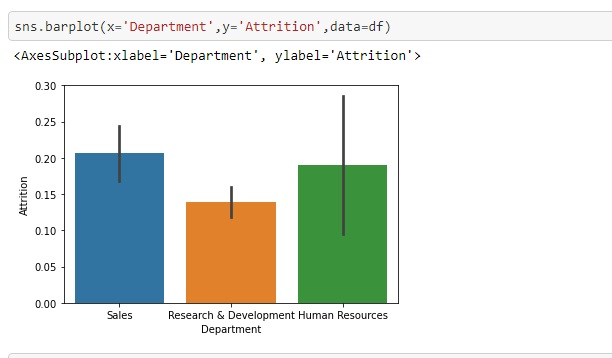 sns.barplot(x='Department',y='Attrition',data=df)
<AxesSubplot:xlabel='Department', ylabel='Attrition'>
0.30
0.25
0.20
0.15
0.10
0.05
0.00
Attrition
Sales Research & Development Human Resources
Department